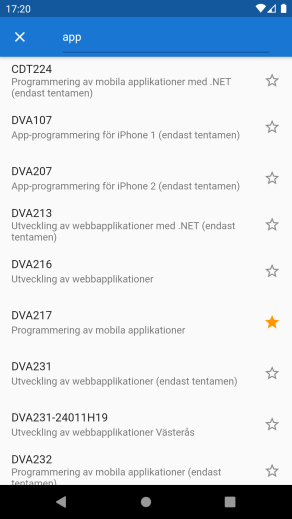 17:20
app
CDT224
Programmering av mobila applikationer med .NET
(endast tentamen)
DVA107
App-programmering för iPhone 1 (endast tentamen)
DVA207
App-programmering för iPhone 2 (endast tentamen)
DVA213
Utveckling av webbapplikationer med .NET (endast
tentamen)
DVA216
Utveckling av webbapplikationer
DVA217
Programmering av mobila applikationer
DVA231
Utveckling av webbapplikationer (endast tentamen)
DVA231-24011H19
Utveckling av webbapplikationer Västerås
DVA232
Programmering av mobila applikationer (endast
tentamen)